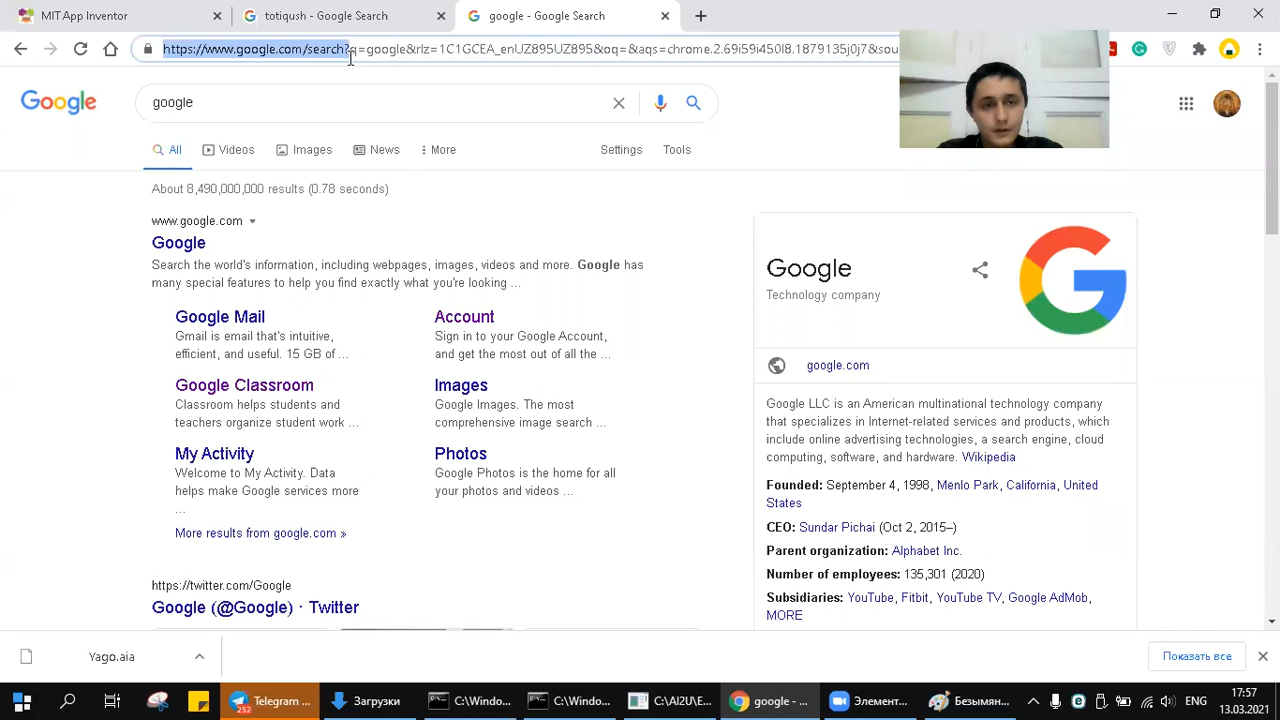 MIT App Inventor
totiqush - Google Search
google - Google Search
https://www.google.com/search?q=google&rlz=1C1GCEA_enUZ895UZ895&oq=&aqs=chrome.2.69i59i450l8.1879135j0j7&sou
Google
google
All
Videos
Images
News
More
Settings
Tools
About 8,490,000,000 results (0.78 seconds)
www.google.com
Google
Search the world's information, including webpages, images, videos and more. Google has
many special features to help you find exactly what you're looking ...
Google Mail
Gmail is email that's intuitive,
efficient, and useful. 15 GB of ...
Account
Sign in to your Google Account,
and get the most out of all the ...
Google Classroom
Classroom helps students and
teachers organize student work ...
Images
Google Images. The most
comprehensive image search ...
My Activity
Welcome to My Activity. Data
helps make Google services more
...
Photos
Google Photos is the home for all
your photos and videos ...
More results from google.com »
https://twitter.com/Google
Google (@Google) · Twitter
Google
Technology company
google.com
Google LLC is an American multinational technology company
that specializes in Internet-related services and products, which
include online advertising technologies, a search engine, cloud
computing, software, and hardware. Wikipedia
Founded: September 4, 1998, Menlo Park, California, United
States
CEO: Sundar Pichai (Oct 2, 2015–)
Parent organization: Alphabet Inc.
Number of employees: 135,301 (2020)
Subsidiaries: YouTube, Fitbit, YouTube TV, Google AdMob,
MORE
Yago.aia
Показать все
252
Telegram ...
Загрузки
C:\Windo...
C:\Windo...
C:\AI2U\E...
google - ...
Элемент...
Безымян...
ENG
17:57
13.03.2021